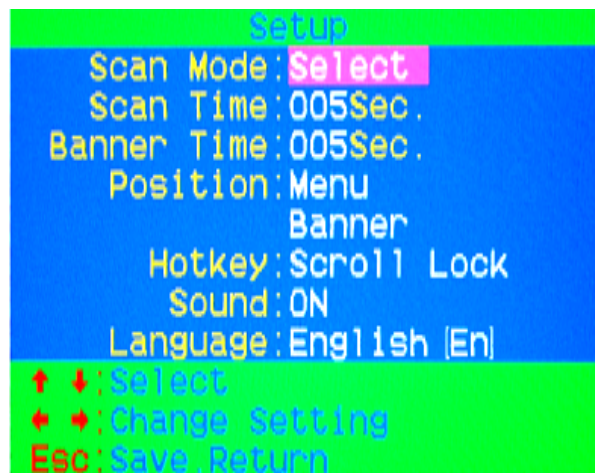 Setup
Scan Mode:Select
Scan Time:005Sec.
Banner Time:005Sec.
Position:Menu
Banner
Hotkey:Scroll Lock
Sound:ON
Language:English [En]
↑ ↓:Select
← →:Change Setting
Esc:Save.Return